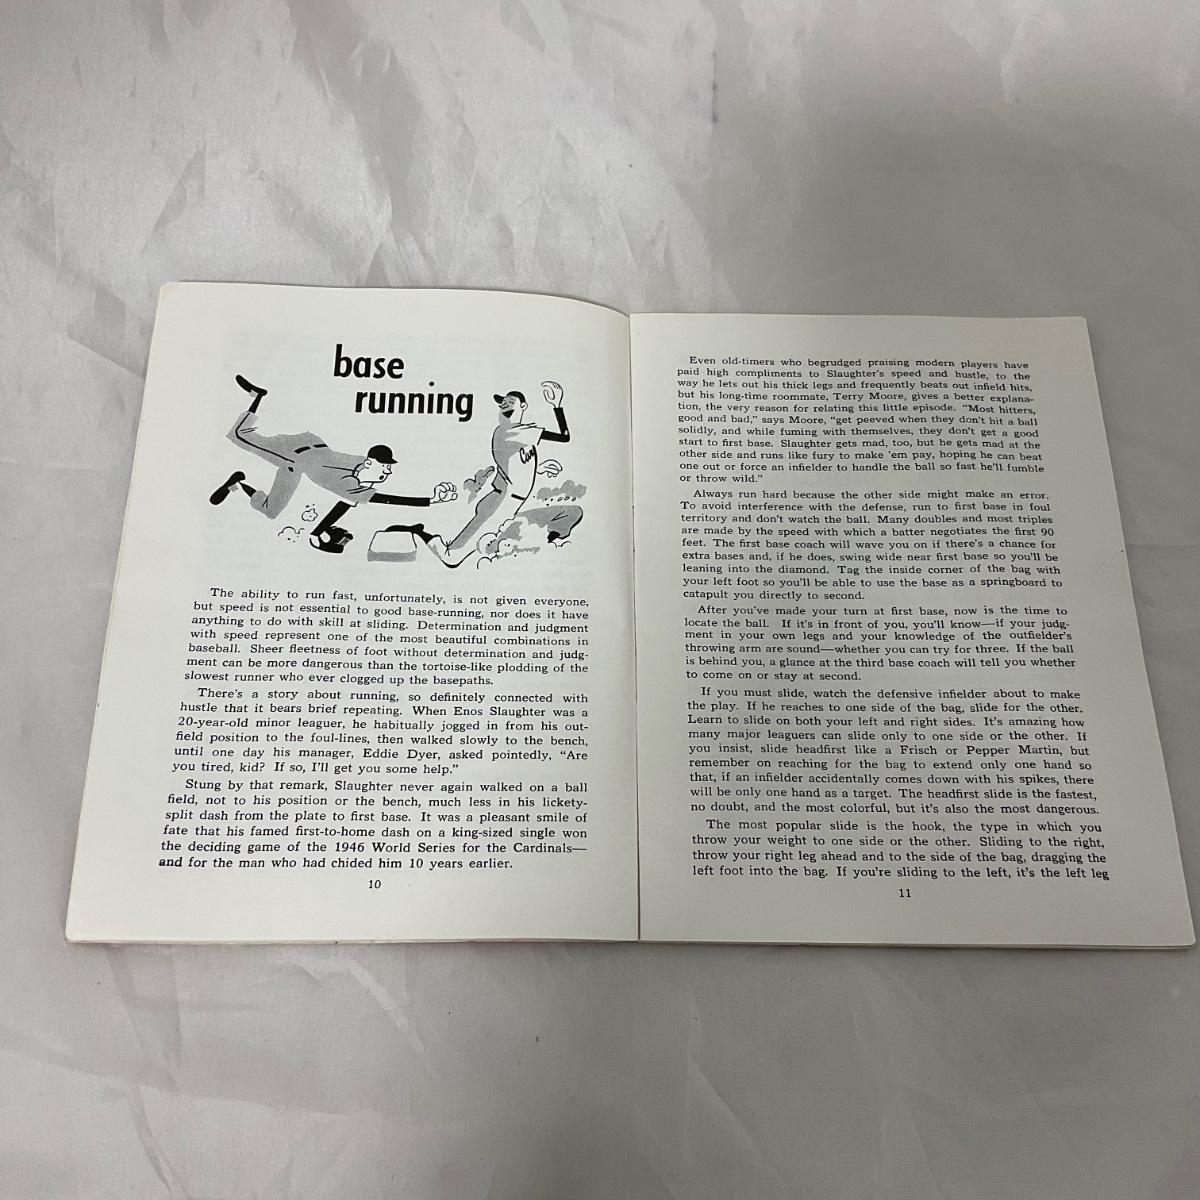 base
running
Car
The ability to run fast, unfortunately, is not given everyone,
but speed is not essential to good base-running, nor does it have
anything to do with skill at sliding. Determination and judgment
with speed represent one of the most beautiful combinations in
baseball. Sheer fleetness of foot without determination and judg-
ment can be more dangerous than the tortoise-like plodding of the
slowest runner who ever clogged up the basepaths.
There's a story about running, so definitely connected with
hustle that it bears brief repeating. When Enos Slaughter was a
20-year-old minor leaguer, he habitually jogged in from his out-
field position to the foul-lines, then walked slowly to the bench,
until one day his manager, Eddie Dyer, asked pointedly, "Are
you tired, kid? If so, I'll get you some help."
Stung by that remark, Slaughter never again walked on a ball
field, not to his position or the bench, much less in his lickety-
split dash from the plate to first base. It was a pleasant smile of
fate that his famed first-to-home dash on a king-sized single won
the deciding game of the 1946 World Series for the Cardinals—
and for the man who had chided him 10 years earlier.
10
Even old-timers who begrudged praising modern players have
paid high compliments to Slaughter's speed and hustle, to the
way he lets out his thick legs and frequently beats out infield hits,
but his long-time roommate, Terry Moore, gives a better explana-
tion, the very reason for relating this little episode. "Most hitters,
good and bad," says Moore, "get peeved when they don't hit a ball
solidly, and while fuming with themselves, they don't get a good
start to first base. Slaughter gets mad, too, but he gets mad at the
other side and runs like fury to make 'em pay, hoping he can beat
one out or force an infielder to handle the ball so fast he'll fumble
or throw wild."
Always run hard because the other side might make an error.
To avoid interference with the defense, run to first base in foul
territory and don't watch the ball. Many doubles and most triples
are made by the speed with which a batter negotiates the first 90
feet. The first base coach will wave you on if there's a chance for
extra bases and, if he does, swing wide near first base so you'll be
leaning into the diamond. Tag the inside corner of the bag with
your left foot so you'll be able to use the base as a springboard to
catapult you directly to second.
After you've made your turn at first base, now is the time to
locate the ball. If it's in front of you, you'll know—if your judg-
ment in your own legs and your knowledge of the outfielder's
throwing arm are sound—whether you can try for three. If the ball
is behind you, a glance at the third base coach will tell you whether
to come on or stay at second.
If you must slide, watch the defensive infielder about to make
the play. If he reaches to one side of the bag, slide for the other.
Learn to slide on both your left and right sides. It's amazing how
many major leaguers can slide only to one side or the other. If
you insist, slide headfirst like a Frisch or Pepper Martin, but
remember on reaching for the bag to extend only one hand so
that, if an infielder accidentally comes down with his spikes, there
will be only one hand as a target. The headfirst slide is the fastest,
no doubt, and the most colorful, but it's also the most dangerous.
The most popular slide is the hook, the type in which you
throw your weight to one side or the other. Sliding to the right,
throw your right leg ahead and to the side of the bag, dragging the
left foot into the bag. If you're sliding to the left, it's the left leg
11